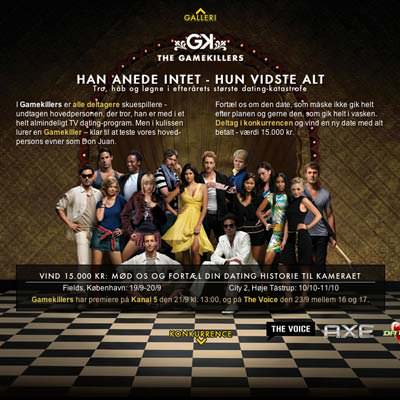 GALLERI
GK
THE GAMEKILLERS
HAN ANEDE INTET - HUN VIDSTE ALT
Tro, håb og løgne i efterårets største dating-katastrofe
I Gamekillers er alle deltagere skuespillere -
undtagen hovedpersonen, der tror, han er med i et
helt almindeligt TV dating-program. Men i kulissen
lurer en Gamekiller – klar til at teste vores hoved-
persons evner som Don Juan.
Fortæl os om den date, som måske ikke gik helt
efter planen og gerne den, som gik helt i vasken.
Deltag i konkurrencen og vind en ny date med alt
betalt - værdi 15.000 kr.
VIND 15.000 KR: MØD OS OG FORTÆL DIN DATING HISTORIE TIL KAMERAET
Fields, København: 19/9-20/9
City 2, Høje Tåstrup: 10/10-11/10
Gamekillers har premiere på Kanal 5 den 21/9 kl. 13:00, og på The Voice den 23/9 mellem 16 og 17.
KONKURRENCE
THE VOICE
AXE